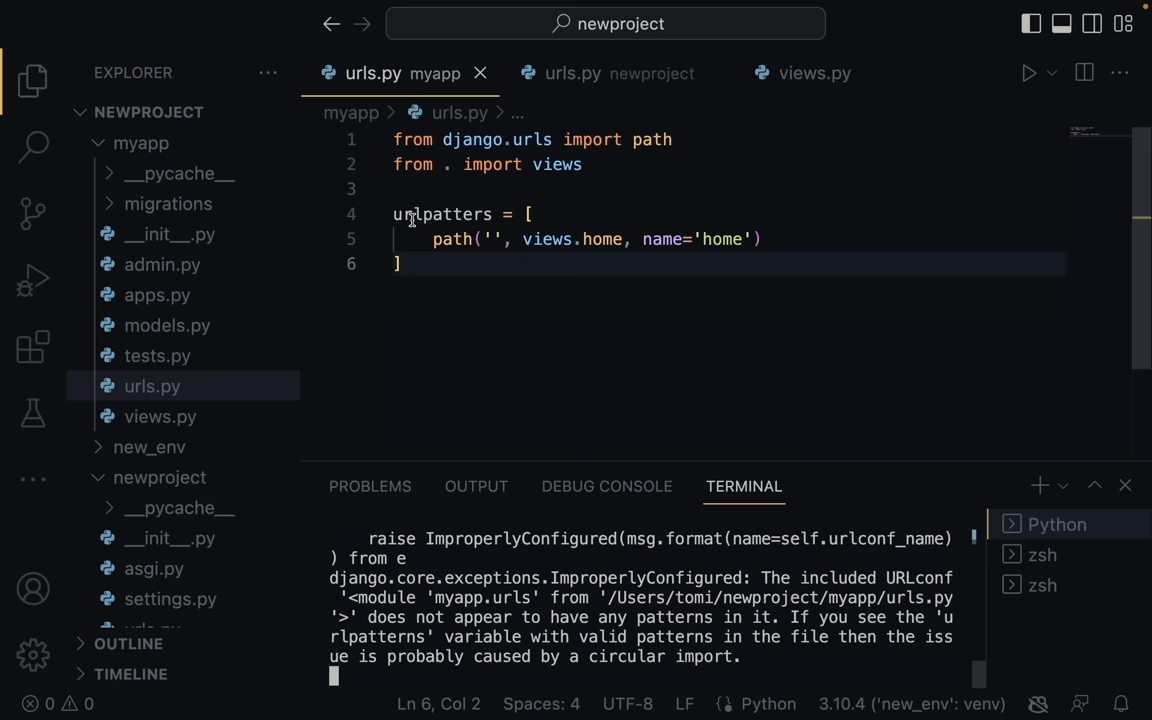 newproject
EXPLORER
urls.py myapp
urls.py newproject
views.py
NEWPROJECT
myapp > urls.py > ...
myapp
__pycache__
migrations
__init__.py
admin.py
apps.py
models.py
tests.py
urls.py
views.py
new_env
newproject
__pycache__
__init__.py
asgi.py
settings.py
OUTLINE
TIMELINE
1 from django.urls import path
2 from . import views
3
4 urlpatters = [
5 path('', views.home, name='home')
6 ]
PROBLEMS OUTPUT DEBUG CONSOLE TERMINAL
raise ImproperlyConfigured(msg.format(name=self.urlconf_name)
) from e
django.core.exceptions.ImproperlyConfigured: The included URLconf
'<module 'myapp.urls' from '/Users/tomi/newproject/myapp/urls.py
'>' does not appear to have any patterns in it. If you see the 'u
rlpatterns' variable with valid patterns in the file then the iss
ue is probably caused by a circular import.
Python
zsh
zsh
0 0
Ln 6, Col 2 Spaces: 4 UTF-8 LF Python 3.10.4 ('new_env': venv)